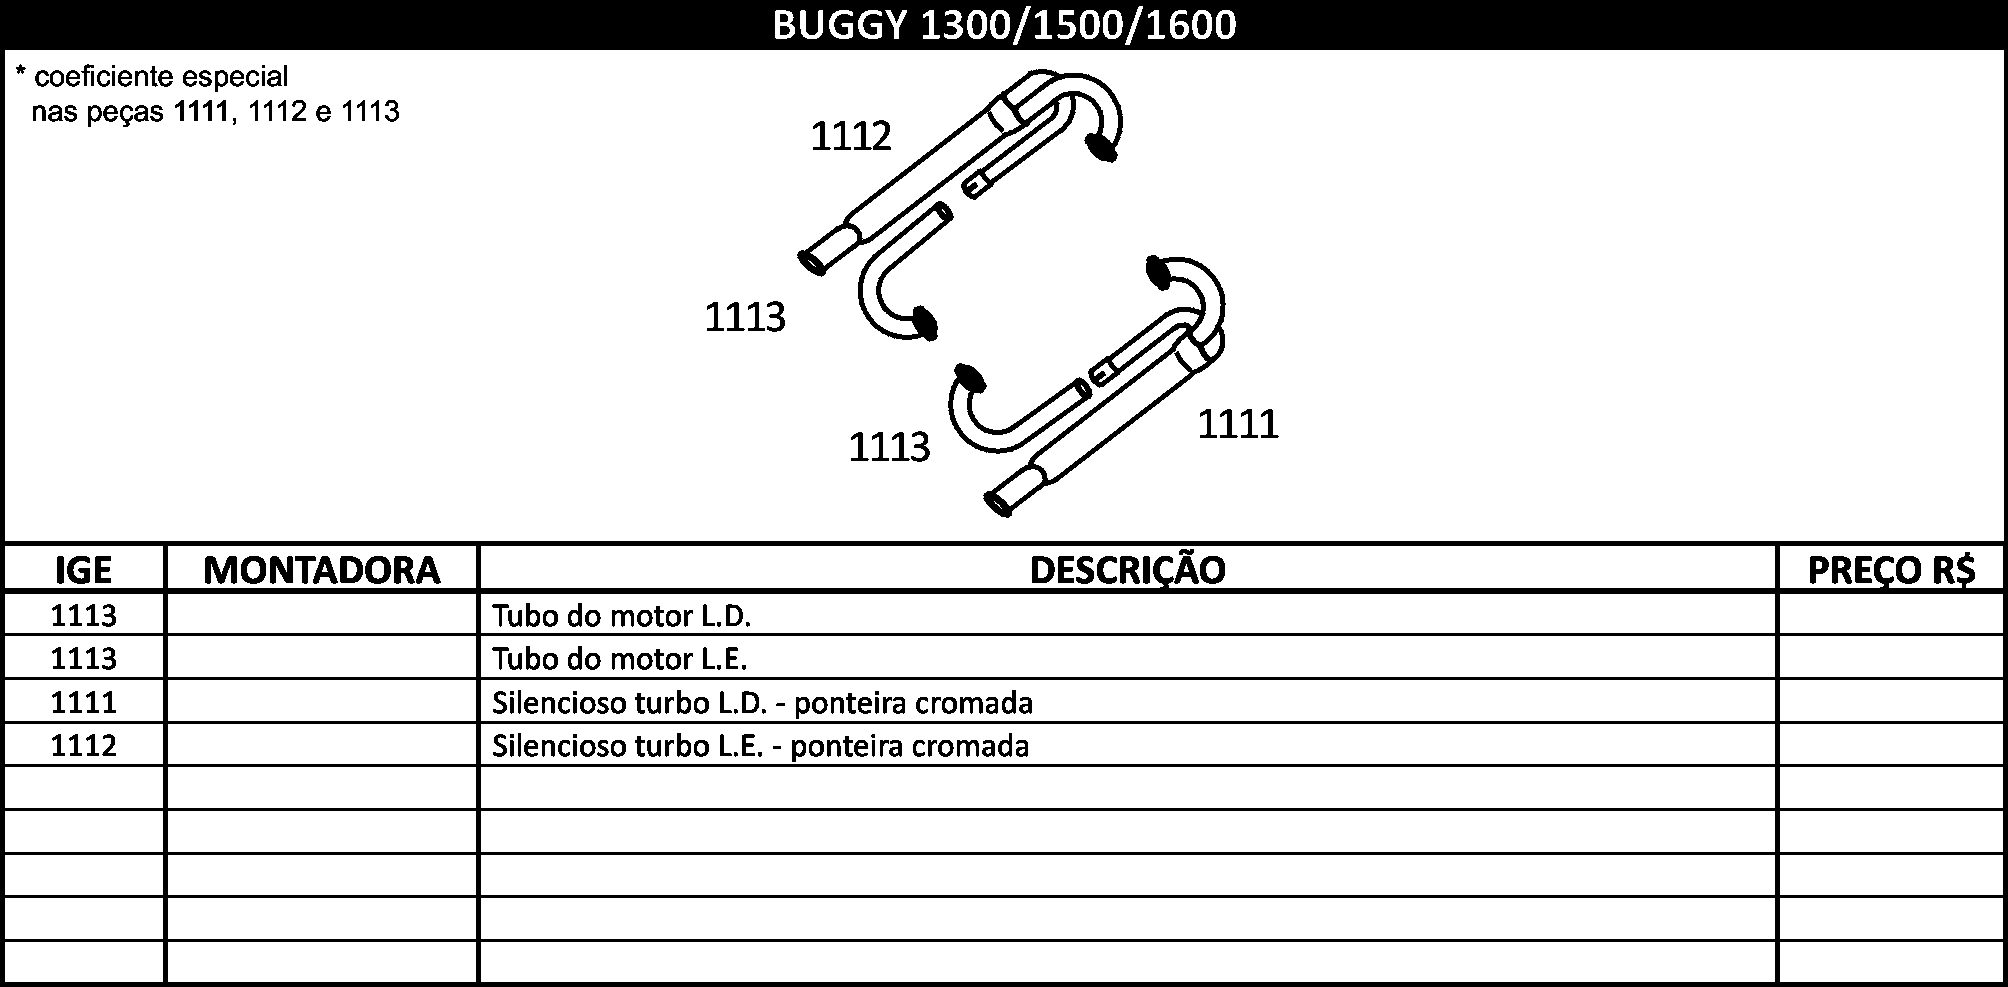 BUGGY 1300/1500/1600
* coeficiente especial
nas peças 1111, 1112 e 1113
1112
1113
1113
1111
IGE MONTADORA DESCRIÇÃO PREÇO R$
1113 Tubo do motor L.D.
1113 Tubo do motor L.E.
1111 Silencioso turbo L.D. - ponteira cromada
1112 Silencioso turbo L.E. - ponteira cromada